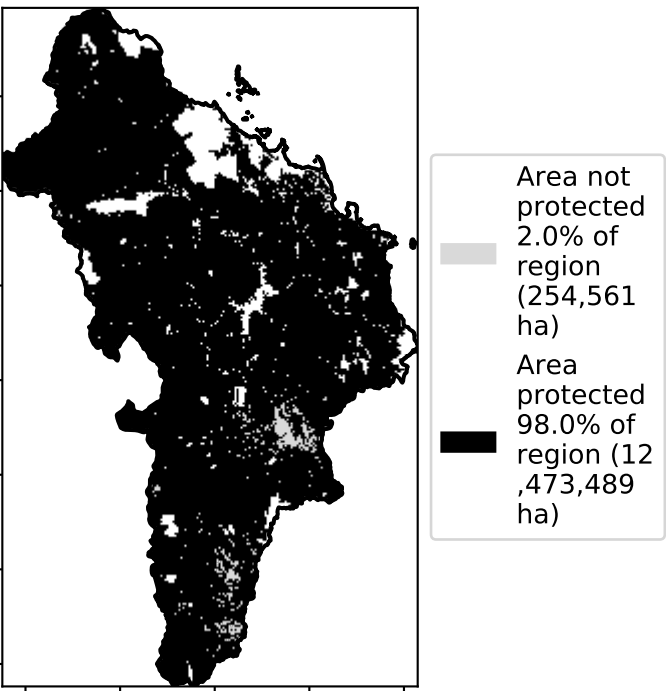 Area not
protected
2.0% of
region
(254,561
ha)
Area
protected
98.0% of
region (12
,473,489
ha)